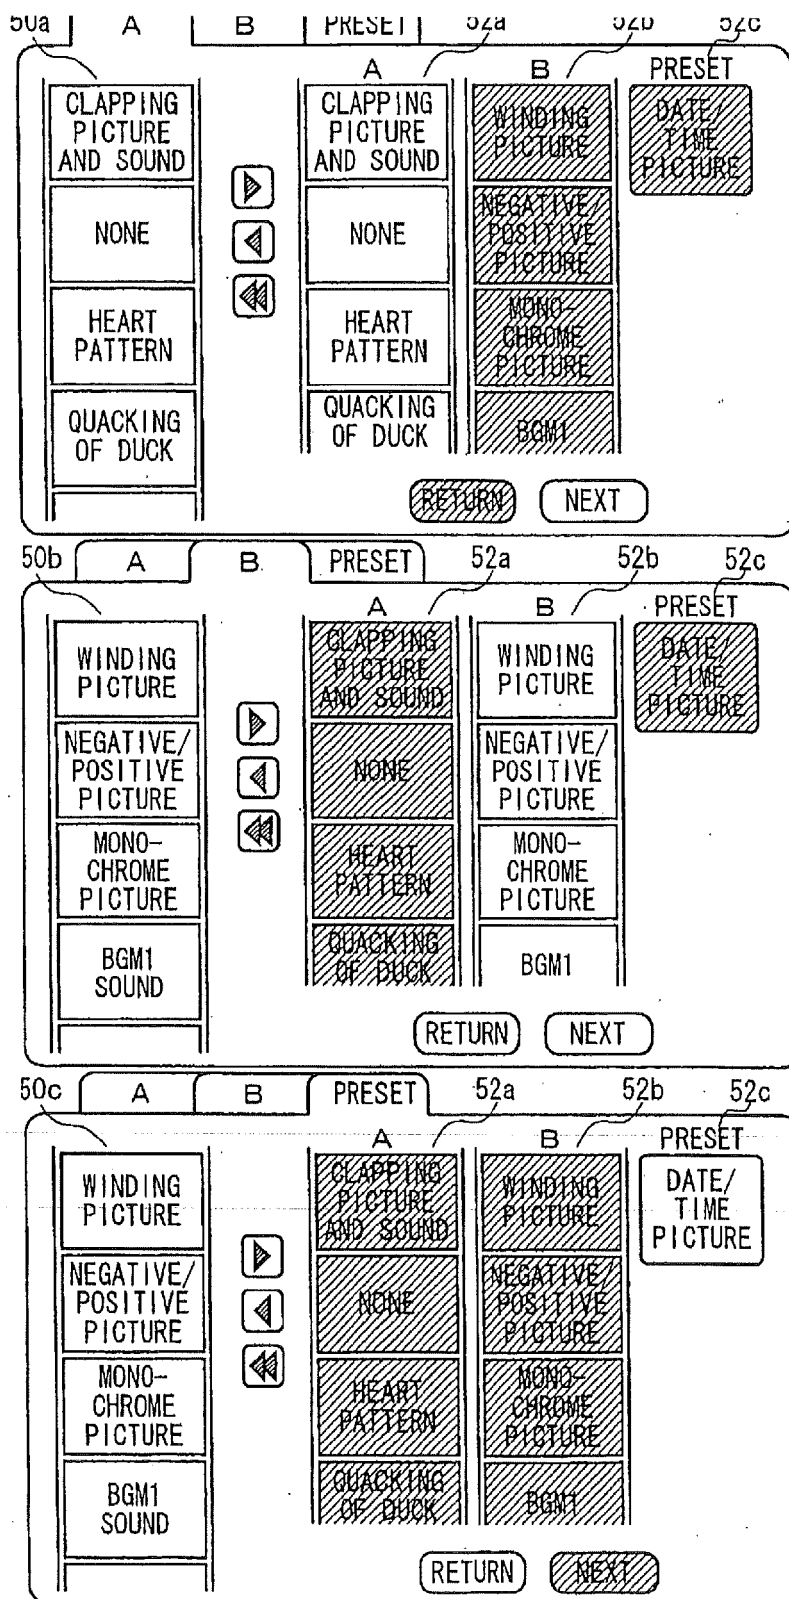 50a A B PRESET 52a 52b 52c
A B PRESET
CLAPPING
PICTURE
AND SOUND
NONE
HEART
PATTERN
QUACKING
OF DUCK
CLAPPING
PICTURE
AND SOUND
NONE
HEART
PATTERN
QUACKING
OF DUCK
WINDING
PICTURE
NEGATIVE/
POSITIVE
PICTURE
MONO-
CHROME
PICTURE
BGM1
DATE/
TIME
PICTURE
RETURN NEXT
50b A B PRESET 52a 52b 52c
A B PRESET
WINDING
PICTURE
NEGATIVE/
POSITIVE
PICTURE
MONO-
CHROME
PICTURE
BGM1
SOUND
CLAPPING
PICTURE
AND SOUND
NONE
HEART
PATTERN
QUACKING
OF DUCK
WINDING
PICTURE
NEGATIVE/
POSITIVE
PICTURE
MONO-
CHROME
PICTURE
BGM1
DATE/
TIME
PICTURE
RETURN NEXT
50c A B PRESET 52a 52b 52c
A B PRESET
WINDING
PICTURE
NEGATIVE/
POSITIVE
PICTURE
MONO-
CHROME
PICTURE
BGM1
SOUND
CLAPPING
PICTURE
AND SOUND
NONE
HEART
PATTERN
QUACKING
OF DUCK
WINDING
PICTURE
NEGATIVE/
POSITIVE
PICTURE
MONO-
CHROME
PICTURE
BGM1
DATE/
TIME
PICTURE
RETURN NEXT